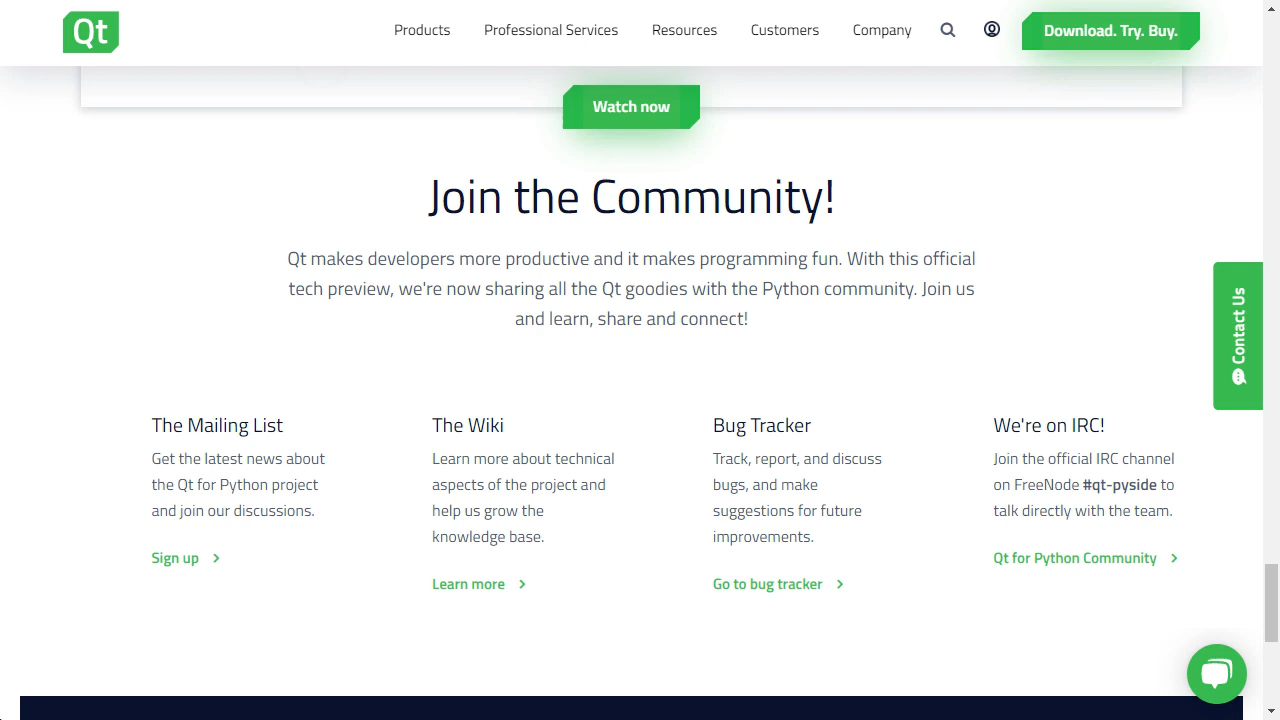 Qt
Products
Professional Services
Resources
Customers
Company
Download. Try. Buy.
Watch now
Join the Community!
Qt makes developers more productive and it makes programming fun. With this official
tech preview, we're now sharing all the Qt goodies with the Python community. Join us
and learn, share and connect!
Contact Us
The Mailing List
Get the latest news about
the Qt for Python project
and join our discussions.
Sign up
The Wiki
Learn more about technical
aspects of the project and
help us grow the
knowledge base.
Learn more
Bug Tracker
Track, report, and discuss
bugs, and make
suggestions for future
improvements.
Go to bug tracker
We're on IRC!
Join the official IRC channel
on FreeNode #qt-pyside to
talk directly with the team.
Qt for Python Community